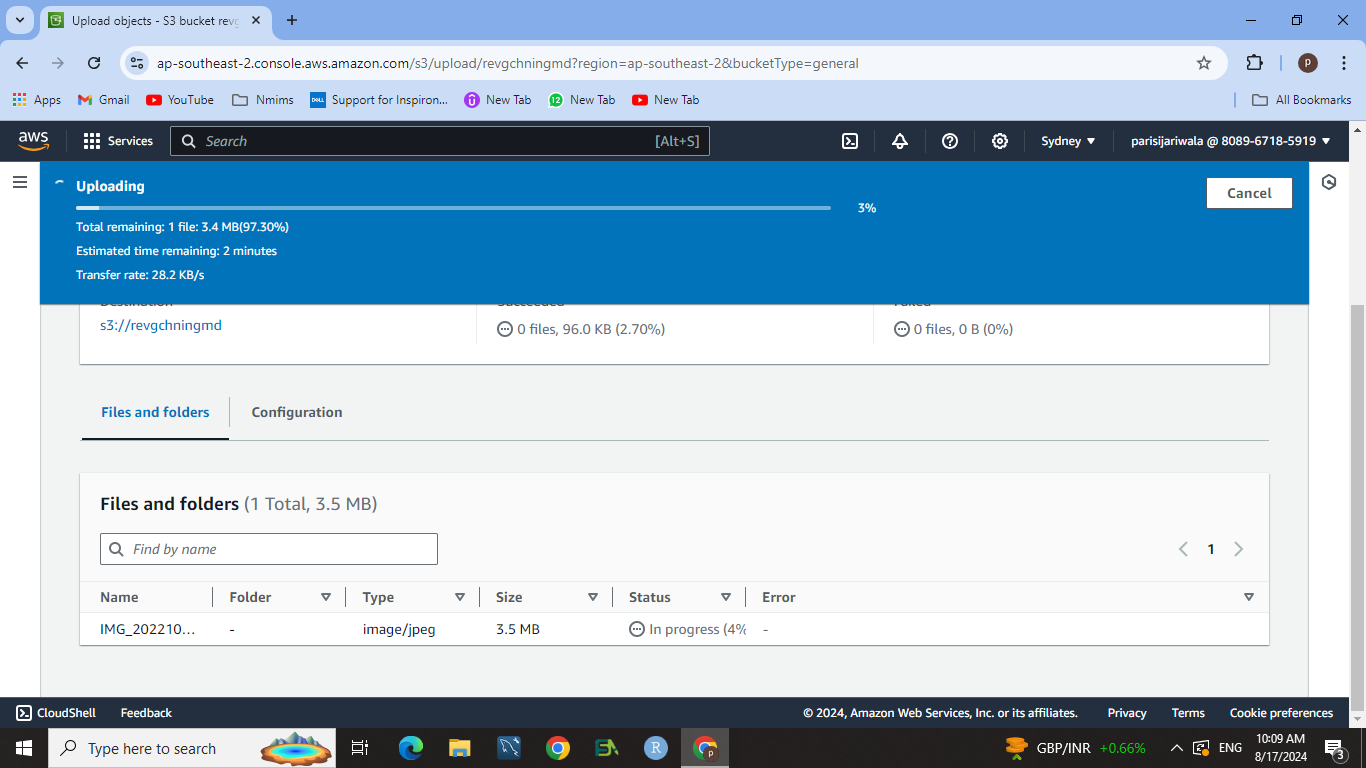 Upload objects - S3 bucket revg
ap-southeast-2.console.aws.amazon.com/s3/upload/revgchningmd?region=ap-southeast-2&bucketType=general
P
Apps Gmail YouTube Nmims DELL Support for Inspiron... New Tab 12 New Tab New Tab All Bookmarks
aws Services Search [Alt+S] Sydney parisijariwala @ 8089-6718-5919
Uploading
Cancel
3%
Total remaining: 1 file: 3.4 MB(97.30%)
Estimated time remaining: 2 minutes
Transfer rate: 28.2 KB/s
Destination Succeeded Failed
s3://revgchningmd 0 files, 96.0 KB (2.70%) 0 files, 0 B (0%)
Files and folders Configuration
Files and folders (1 Total, 3.5 MB)
Find by name 1
Name Folder Type Size Status Error
IMG_202210... - image/jpeg 3.5 MB In progress (4% -
CloudShell Feedback © 2024, Amazon Web Services, Inc. or its affiliates. Privacy Terms Cookie preferences
Type here to search R GBP/INR +0.66% ENG 10:09 AM
8/17/2024 3